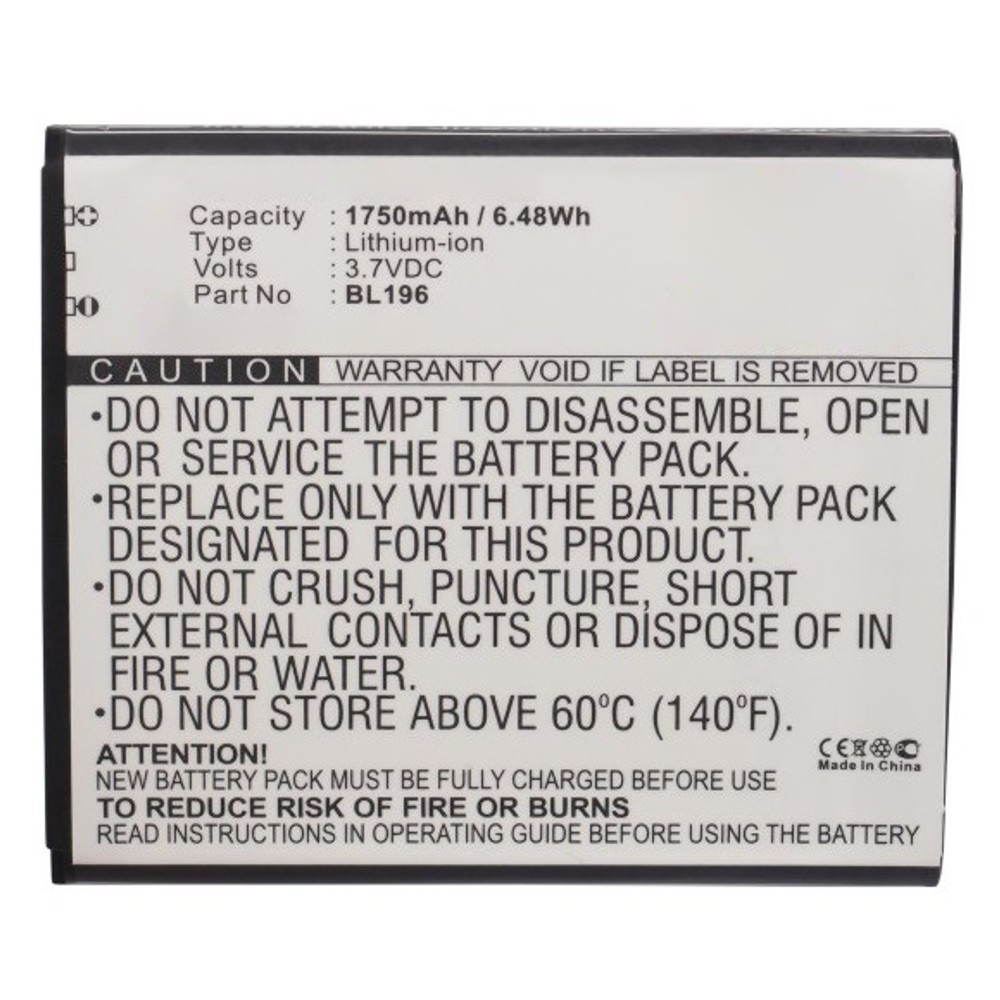 Capacity : 1750mAh / 6.48Wh
Type : Lithium-ion
Volts : 3.7VDC
Part No : BL196
CAUTION WARRANTY VOID IF LABEL IS REMOVED
•DO NOT ATTEMPT TO DISASSEMBLE, OPEN
OR SERVICE THE BATTERY PACK.
•REPLACE ONLY WITH THE BATTERY PACK
DESIGNATED FOR THIS PRODUCT.
•DO NOT CRUSH, PUNCTURE, SHORT
EXTERNAL CONTACTS OR DISPOSE OF IN
FIRE OR WATER.
•DO NOT STORE ABOVE 60°C (140°F).
ATTENTION!
NEW BATTERY PACK MUST BE FULLY CHARGED BEFORE USE
TO REDUCE RISK OF FIRE OR BURNS
READ INSTRUCTIONS IN OPERATING GUIDE BEFORE USING THE BATTERY
CE
Made In China